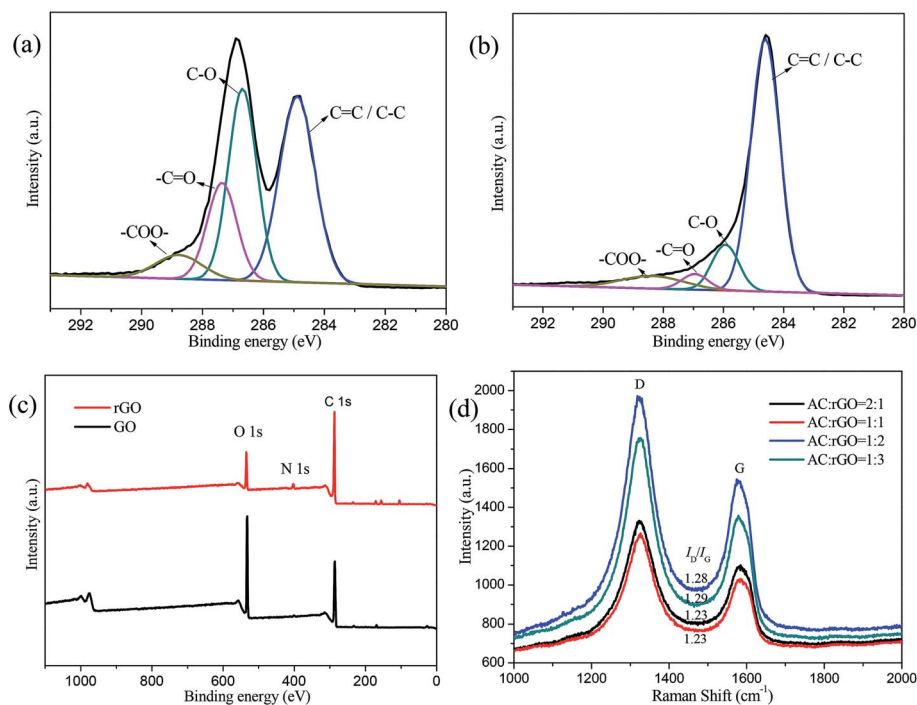 (a)
C-O
C=C / C-C
-C=O
-COO-
Intensity (a.u.)
292 290 288 286 284 282 280
Binding energy (eV)
(b)
C=C / C-C
C-O
-C=O
-COO-
Intensity (a.u.)
292 290 288 286 284 282 280
Binding energy (eV)
(c)
rGO
GO
C 1s
O 1s
N 1s
Intensity (a.u.)
1000 800 600 400 200 0
Binding energy (eV)
(d)
D
G
AC:rGO=2:1
AC:rGO=1:1
AC:rGO=1:2
AC:rGO=1:3
I_D/I_G
1.28
1.29
1.23
1.23
Intensity (a.u.)
2000
1800
1600
1400
1200
1000
800
600
1000 1200 1400 1600 1800 2000
Raman Shift (cm⁻¹)